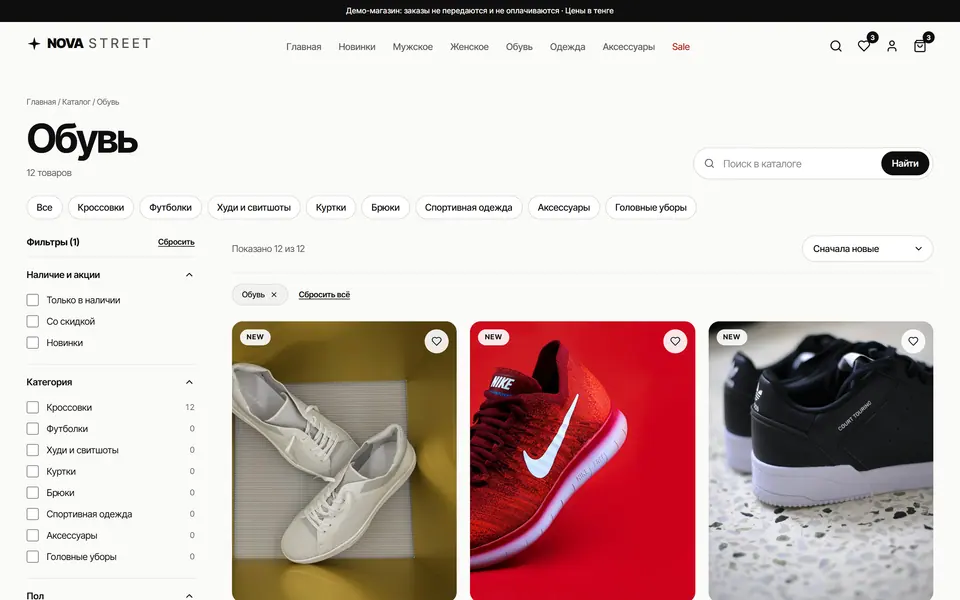 Демо-магазин: заказы не передаются и не оплачиваются · Цены в тенге
NOVA STREET
Главная Новинки Мужское Женское Обувь Одежда Аксессуары Sale
3 3
Главная / Каталог / Обувь
Обувь
12 товаров
Поиск в каталоге Найти
Все Кроссовки Футболки Худи и свитшоты Куртки Брюки Спортивная одежда Аксессуары Головные уборы
Фильтры (1) Сбросить
Показано 12 из 12
Сначала новые
Наличие и акции
Только в наличии
Со скидкой
Новинки
Обувь × Сбросить всё
Категория
Кроссовки 12
Футболки 0
Худи и свитшоты 0
Куртки 0
Брюки 0
Спортивная одежда 0
Аксессуары 0
Головные уборы 0
Пол
NEW
NEW
NIKE
NEW
COURT TOURING